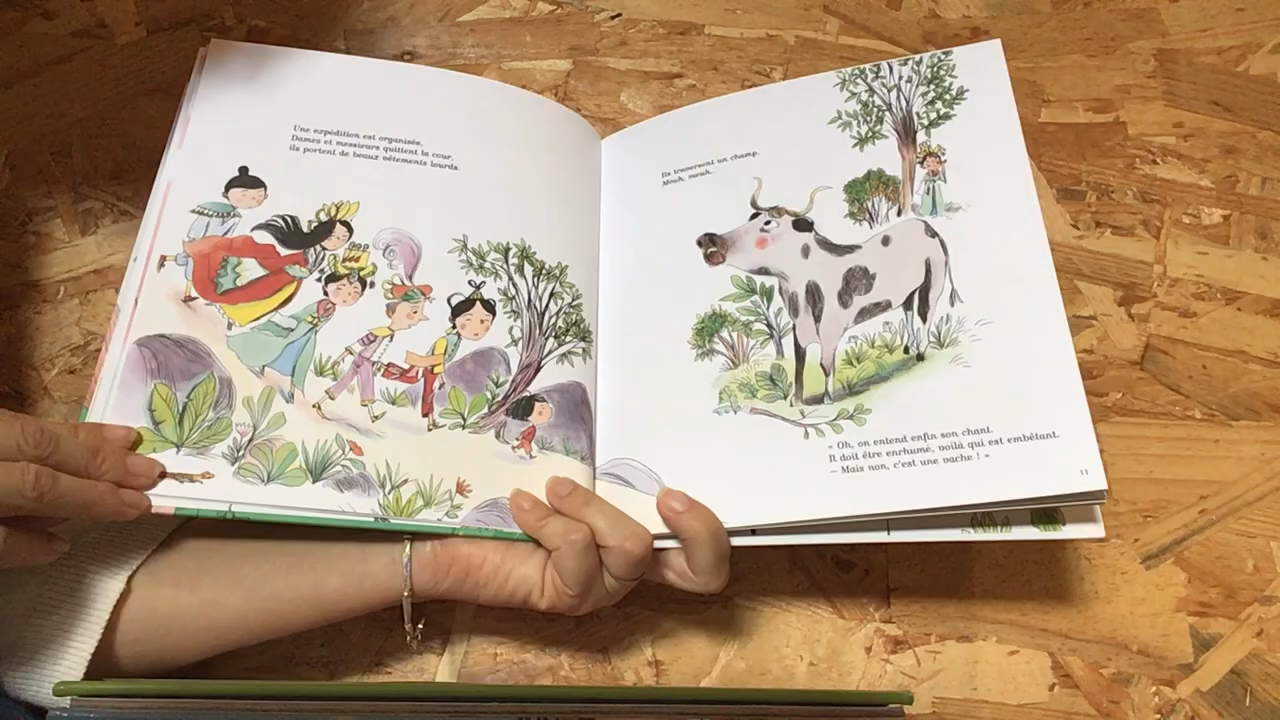 Une expédition est organisée.
Dames et messieurs quittent la cour,
ils portent de beaux vêtements lourds.
Ils traversent un champ.
Meuh, meuh...
« Oh, on entend enfin son chant.
Il doit être enrhumé, voilà qui est embêtant.
– Mais non, c'est une vache ! »
11